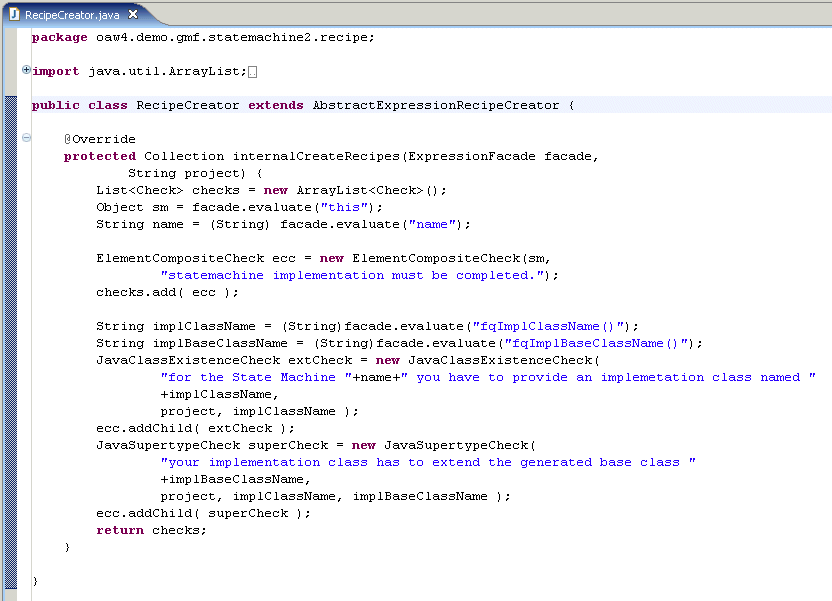 RecipeCreator.java
package oaw4.demo.gmf.statemachine2.recipe;
import java.util.ArrayList;
public class RecipeCreator extends AbstractExpressionRecipeCreator {
@Override
protected Collection internalCreateRecipes(ExpressionFacade facade,
String project) {
List<Check> checks = new ArrayList<Check>();
Object sm = facade.evaluate("this");
String name = (String) facade.evaluate("name");
ElementCompositeCheck ecc = new ElementCompositeCheck(sm,
"statemachine implementation must be completed.");
checks.add( ecc );
String implClassName = (String)facade.evaluate("fqImplClassName()");
String implBaseClassName = (String)facade.evaluate("fqImplBaseClassName()");
JavaClassExistenceCheck extCheck = new JavaClassExistenceCheck(
"for the State Machine "+name+" you have to provide an implemetation class named "
+implClassName,
project, implClassName );
ecc.addChild( extCheck );
JavaSupertypeCheck superCheck = new JavaSupertypeCheck(
"your implementation class has to extend the generated base class "
+implBaseClassName,
project, implClassName, implBaseClassName );
ecc.addChild( superCheck );
return checks;
}
}